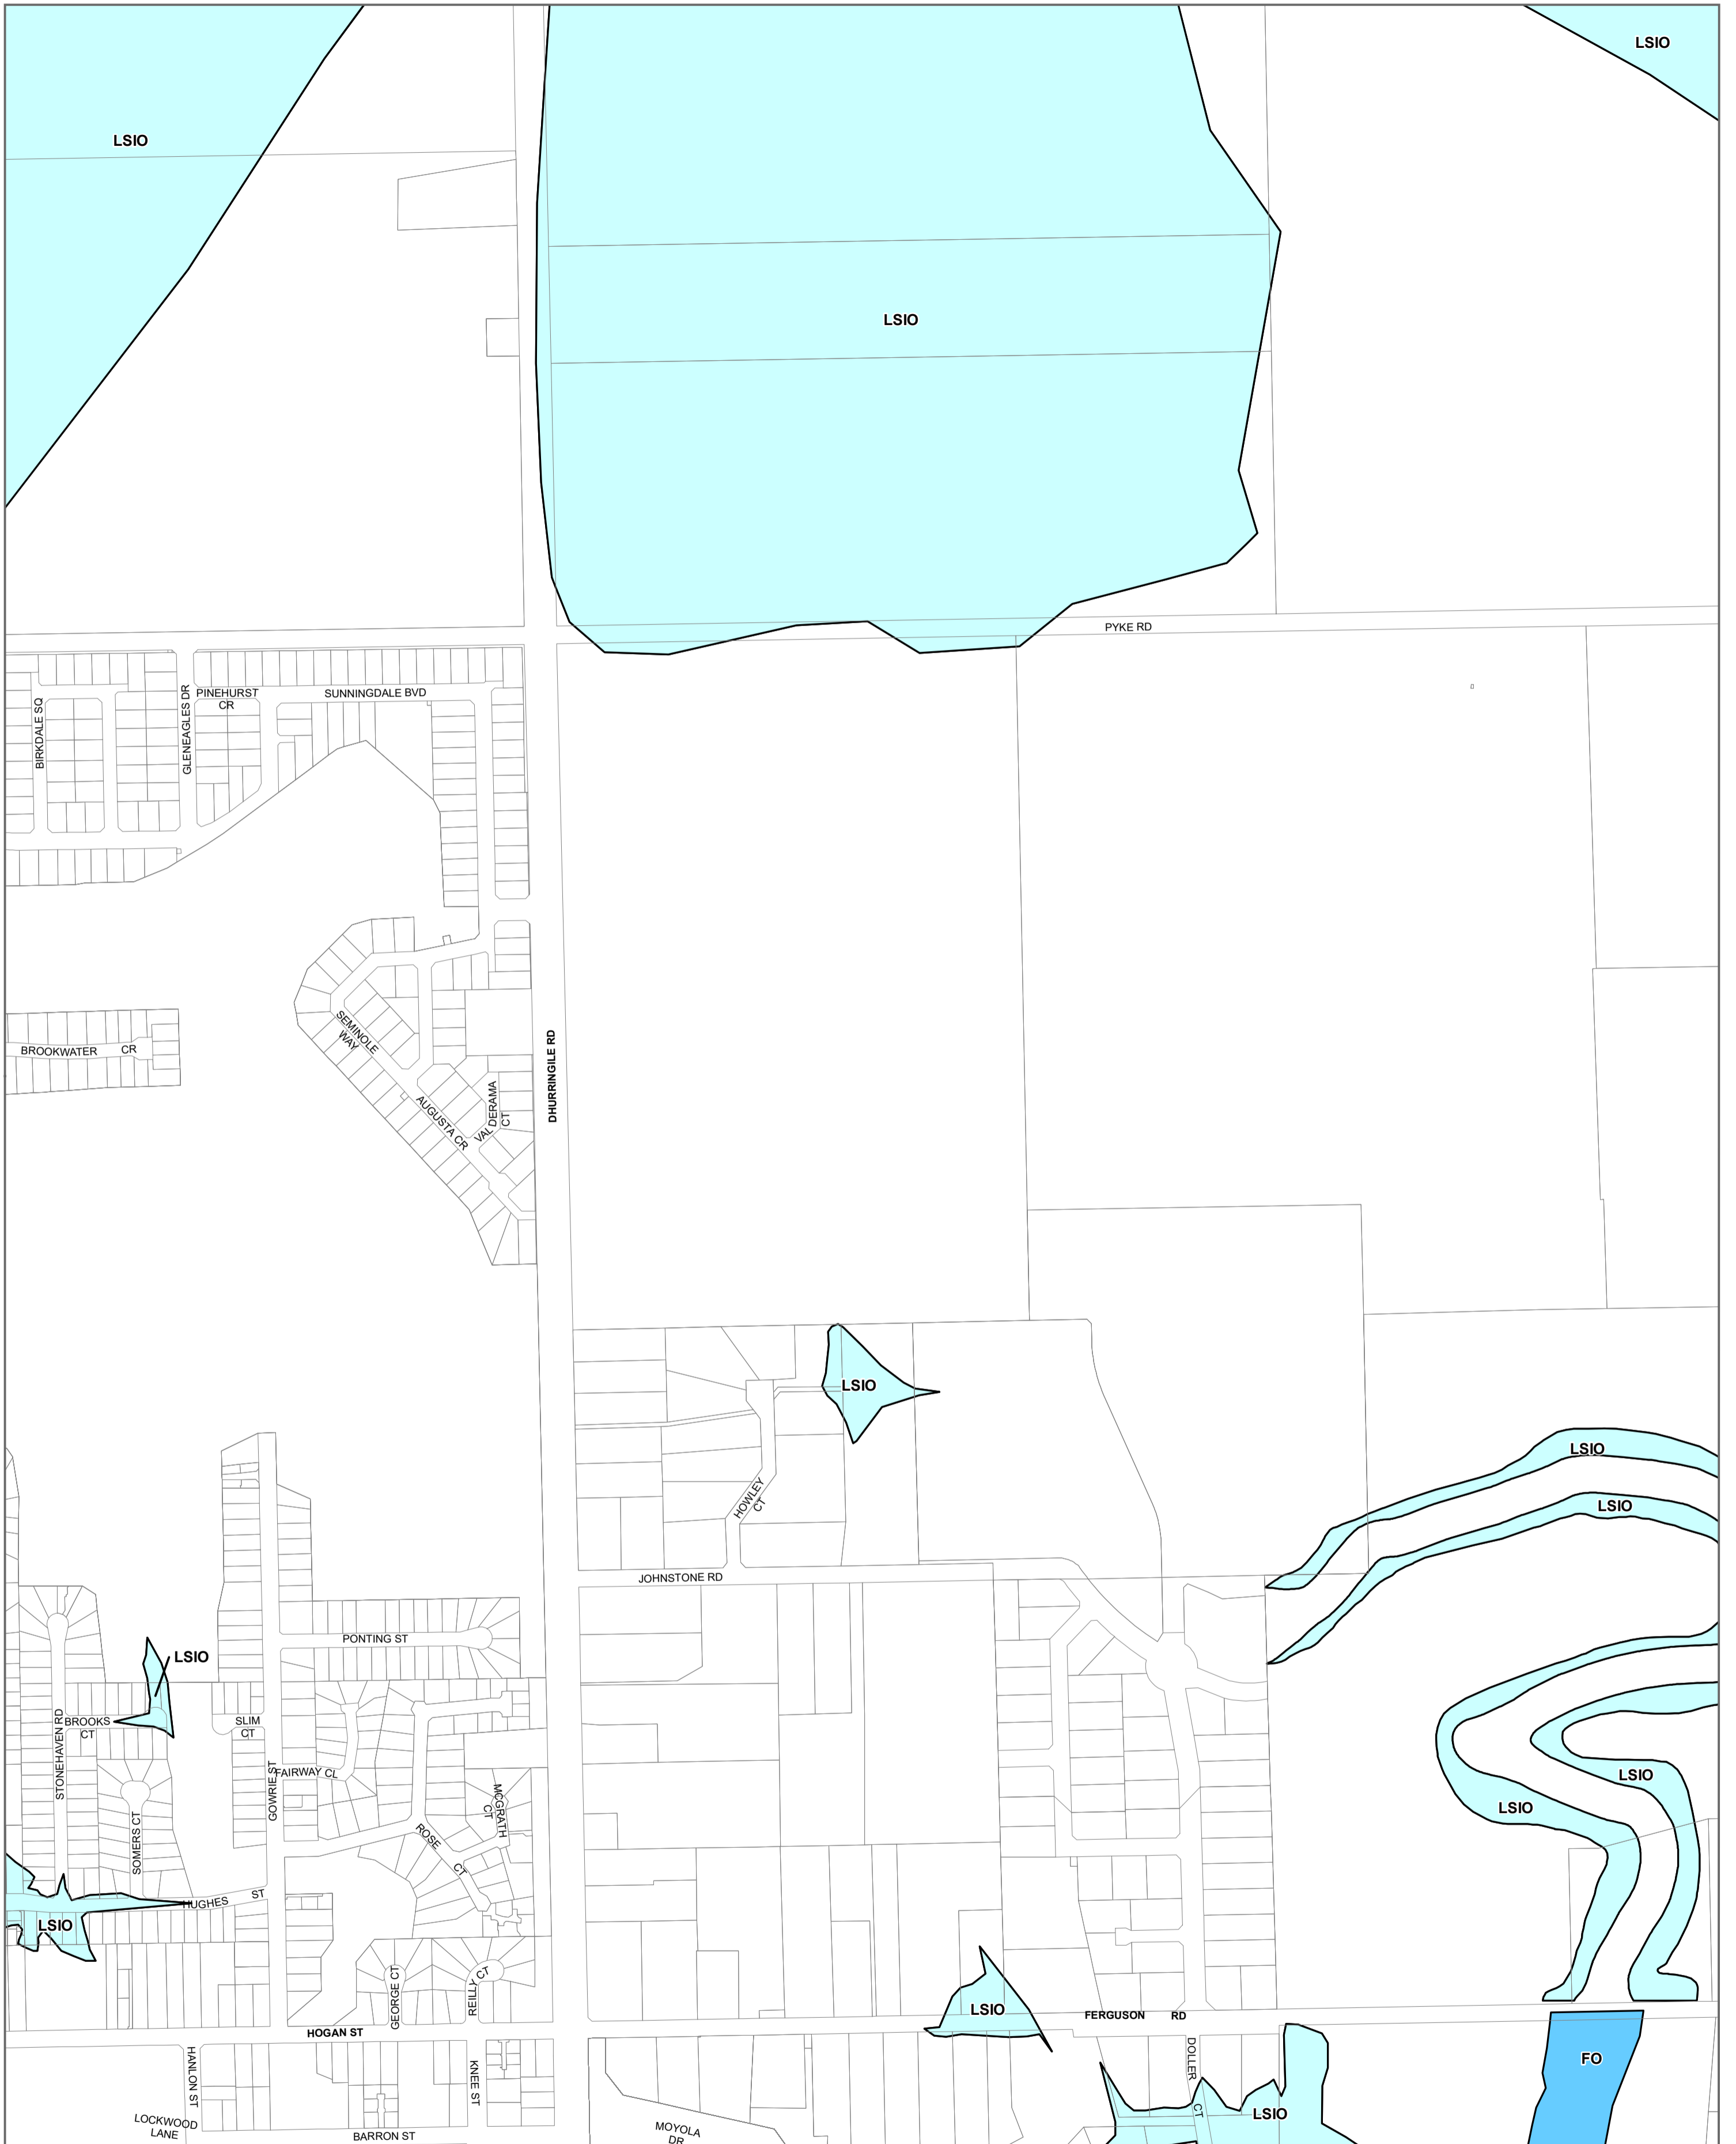 LSIO
LSIO
LSIO
PYKE RD
PINEHURST
CR
SUNNINGDALE BVD
BIRKDALE SQ
GLENEAGLES DR
SEMINOLE
WAY
BROOKWATER CR
DHURRINGILE RD
AUGUSTA CR
VAL DERAMA
CT
LSIO
LSIO
HOWLEY
CT
LSIO
JOHNSTONE RD
PONTING ST
LSIO
STONEHAVEN RD
BROOKS
CT
SLIM
CT
GOWRIE ST
FAIRWAY CL
MCGRATH
CT
LSIO
LSIO
SOMERS CT
ROSE CT
HUGHES ST
LSIO
GEORGE CT
REILLY CT
LSIO
FERGUSON RD
HOGAN ST
HANLON ST
KNEE ST
DOLLER CT
FO
LSIO
LOCKWOOD
LANE
BARRON ST
MOYOLA
DR